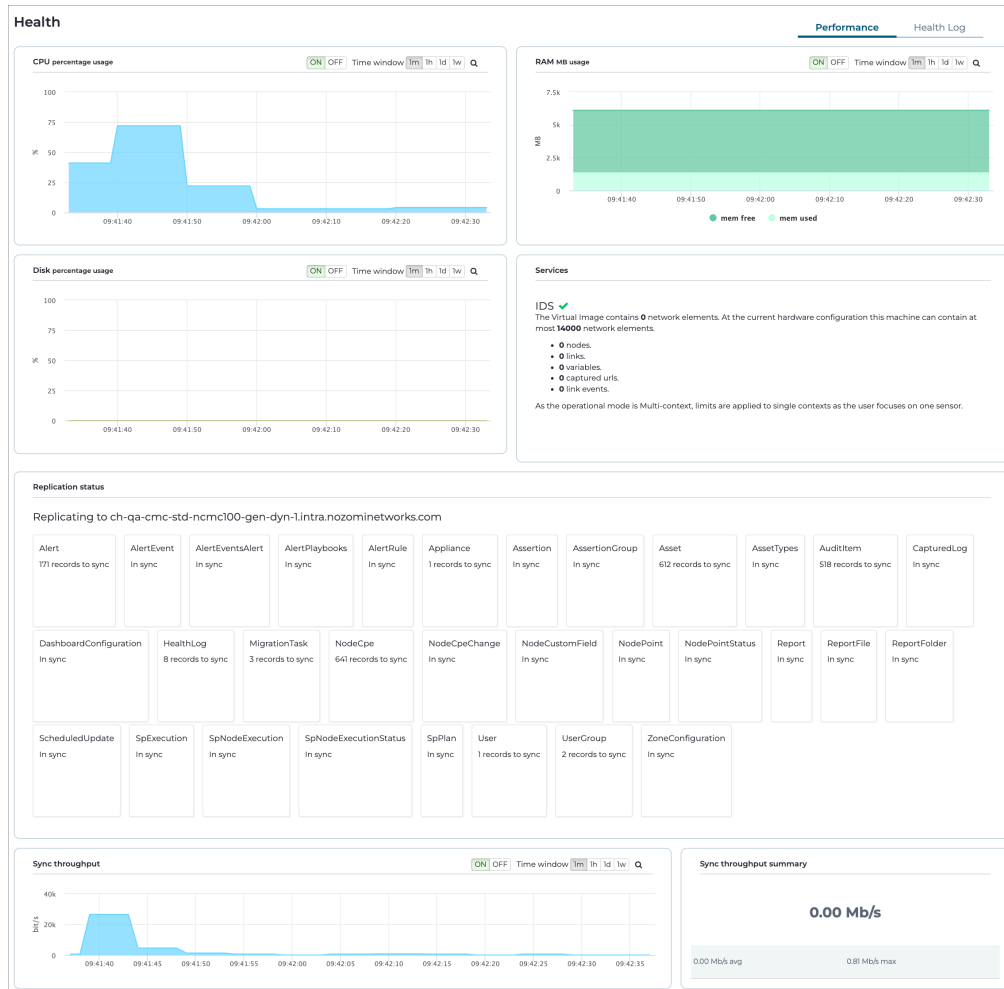 Health
Performance Health Log
CPU percentage usage
ON OFF Time window 1m 1h 1d 1w
100
75
50
25
0
%
09:41:40 09:41:50 09:42:00 09:42:10 09:42:20 09:42:30
RAM MB usage
ON OFF Time window 1m 1h 1d 1w
7.5k
5k
2.5k
0
MB
09:41:40 09:41:50 09:42:00 09:42:10 09:42:20 09:42:30
mem free mem used
Disk percentage usage
ON OFF Time window 1m 1h 1d 1w
100
75
50
25
0
%
09:41:40 09:41:50 09:42:00 09:42:10 09:42:20 09:42:30
Services
IDS
The Virtual Image contains 0 network elements. At the current hardware configuration this machine can contain at
most 14000 network elements.
• 0 nodes.
• 0 links.
• 0 variables.
• 0 captured urls.
• 0 link events.
As the operational mode is Multi-context, limits are applied to single contexts as the user focuses on one sensor.
Replication status
Replicating to ch-qa-cmc-std-ncmc100-gen-dyn-1.intra.nozominetworks.com
Alert
171 records to sync
AlertEvent
In sync
AlertEventsAlert
In sync
AlertPlaybooks
In sync
AlertRule
In sync
Appliance
1 records to sync
Assertion
In sync
AssertionGroup
In sync
Asset
612 records to sync
AssetTypes
In sync
AuditItem
518 records to sync
CapturedLog
In sync
DashboardConfiguration
In sync
HealthLog
8 records to sync
MigrationTask
3 records to sync
NodeCpe
641 records to sync
NodeCpeChange
In sync
NodeCustomField
In sync
NodePoint
In sync
NodePointStatus
In sync
Report
In sync
ReportFile
In sync
ReportFolder
In sync
ScheduledUpdate
In sync
SpExecution
In sync
SpNodeExecution
In sync
SpNodeExecutionStatus
In sync
SpPlan
In sync
User
1 records to sync
UserGroup
2 records to sync
ZoneConfiguration
In sync
Sync throughput
ON OFF Time window 1m 1h 1d 1w
40k
20k
0
bit/s
09:41:40 09:41:45 09:41:50 09:41:55 09:42:00 09:42:05 09:42:10 09:42:15 09:42:20 09:42:25 09:42:30 09:42:35
Sync throughput summary
0.00 Mb/s
0.00 Mb/s avg 0.81 Mb/s max